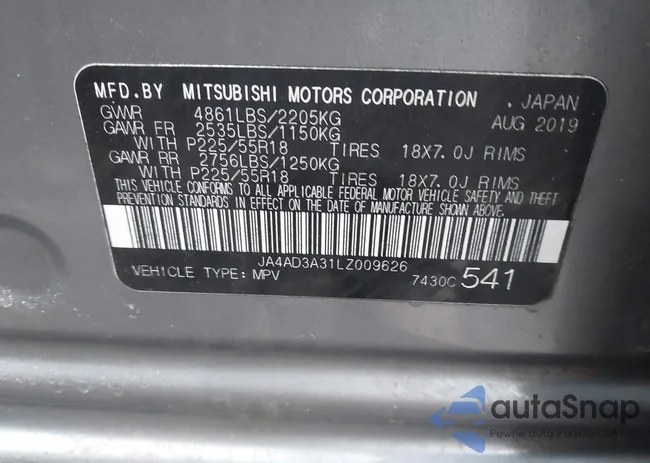 MFD.BY MITSUBISHI MOTORS CORPORATION , JAPAN
GVWR 4861LBS/2205KG AUG 2019
GAWR FR 2535LBS/1150KG
WITH P225/55R18 TIRES 18X7.0J RIMS
GAWR RR 2756LBS/1250KG
WITH P225/55R18 TIRES 18X7.0J RIMS
THIS VEHICLE CONFORMS TO ALL APPLICABLE FEDERAL MOTOR VEHICLE SAFETY AND THEFT
PREVENTION STANDARDS IN EFFECT ON THE DATE OF MANUFACTURE SHOWN ABOVE.
JA4AD3A31LZ009626
VEHICLE TYPE: MPV 7430C 541
autoSnap
Pewne auto z USA